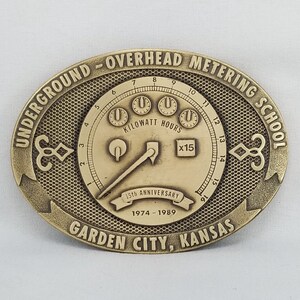 UNDERGROUND - OVERHEAD METERING SCHOOL
KILOWATT HOURS
X15
15th ANNIVERSARY
1974 - 1989
GARDEN CITY, KANSAS